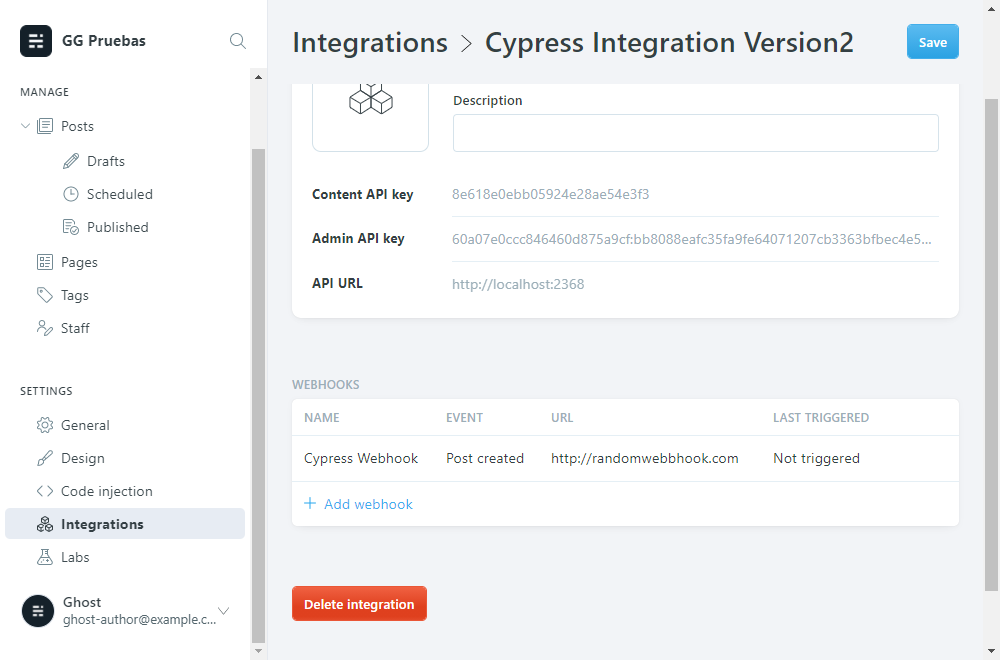 GG Pruebas
MANAGE
Posts
Drafts
Scheduled
Published
Pages
Tags
Staff
SETTINGS
General
Design
Code injection
Integrations
Labs
Ghost
ghost-author@example.c...
Integrations > Cypress Integration Version2
Save
Description
Content API key 8e618e0ebb05924e28ae54e3f3
Admin API key 60a07e0ccc846460d875a9cf:bb8088eafc35fa9fe64071207cb3363bfbec4e5...
API URL http://localhost:2368
WEBHOOKS
NAME EVENT URL LAST TRIGGERED
Cypress Webhook Post created http://randomwebbhook.com Not triggered
+ Add webhook
Delete integration